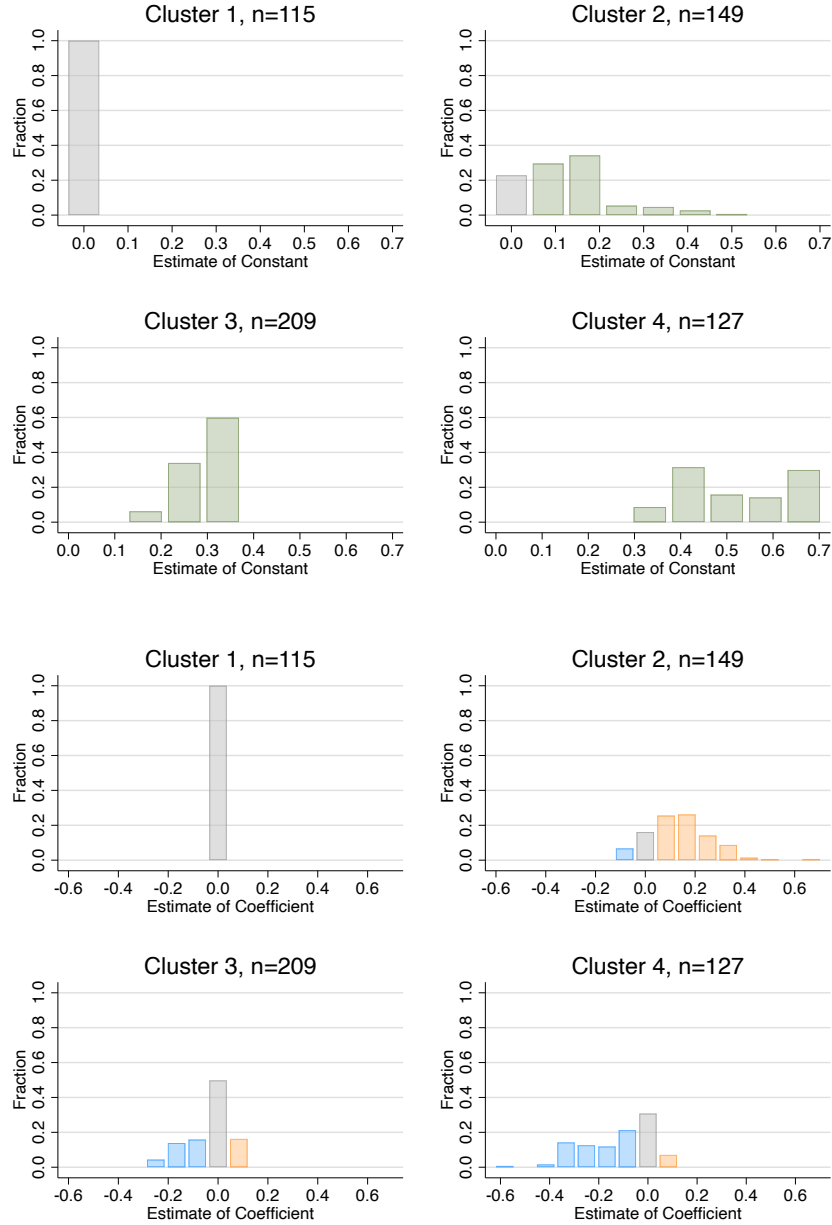 Cluster 1, n=115
Fraction
0.0 0.2 0.4 0.6 0.8 1.0
0.0 0.1 0.2 0.3 0.4 0.5 0.6 0.7
Estimate of Constant
Cluster 2, n=149
Fraction
0.0 0.2 0.4 0.6 0.8 1.0
0.0 0.1 0.2 0.3 0.4 0.5 0.6 0.7
Estimate of Constant
Cluster 3, n=209
Fraction
0.0 0.2 0.4 0.6 0.8 1.0
0.0 0.1 0.2 0.3 0.4 0.5 0.6 0.7
Estimate of Constant
Cluster 4, n=127
Fraction
0.0 0.2 0.4 0.6 0.8 1.0
0.0 0.1 0.2 0.3 0.4 0.5 0.6 0.7
Estimate of Constant
Cluster 1, n=115
Fraction
0.0 0.2 0.4 0.6 0.8 1.0
-0.6 -0.4 -0.2 0.0 0.2 0.4 0.6
Estimate of Coefficient
Cluster 2, n=149
Fraction
0.0 0.2 0.4 0.6 0.8 1.0
-0.6 -0.4 -0.2 0.0 0.2 0.4 0.6
Estimate of Coefficient
Cluster 3, n=209
Fraction
0.0 0.2 0.4 0.6 0.8 1.0
-0.6 -0.4 -0.2 0.0 0.2 0.4 0.6
Estimate of Coefficient
Cluster 4, n=127
Fraction
0.0 0.2 0.4 0.6 0.8 1.0
-0.6 -0.4 -0.2 0.0 0.2 0.4 0.6
Estimate of Coefficient